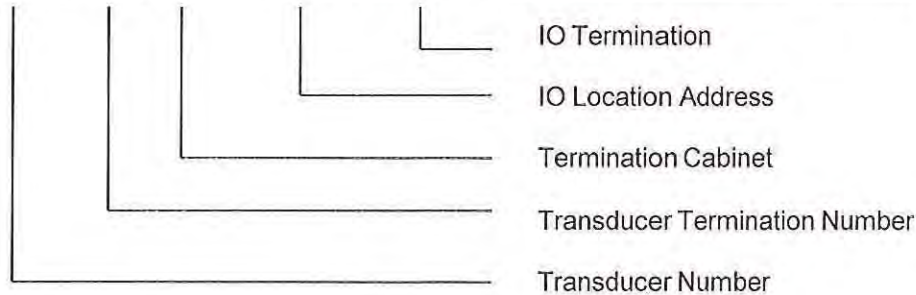 IO Termination
IO Location Address
Termination Cabinet
Transducer Termination Number
Transducer Number